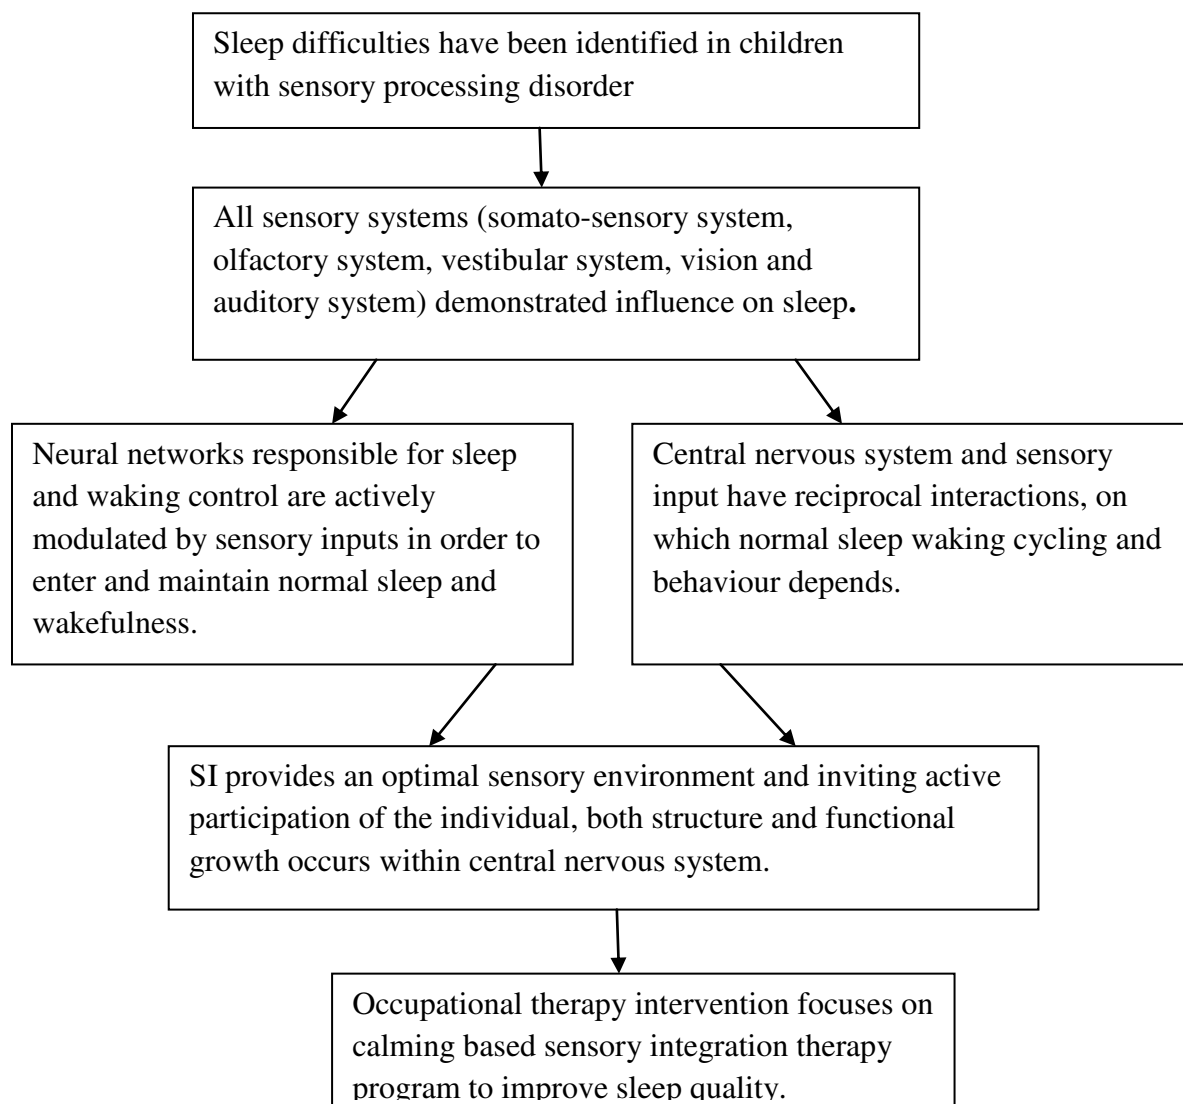 Sleep difficulties have been identified in children
with sensory processing disorder
All sensory systems (somato-sensory system,
olfactory system, vestibular system, vision and
auditory system) demonstrated influence on sleep.
Neural networks responsible for sleep
and waking control are actively
modulated by sensory inputs in order to
enter and maintain normal sleep and
wakefulness.
Central nervous system and sensory
input have reciprocal interactions, on
which normal sleep waking cycling and
behaviour depends.
SI provides an optimal sensory environment and inviting active
participation of the individual, both structure and functional
growth occurs within central nervous system.
Occupational therapy intervention focuses on
calming based sensory integration therapy
program to improve sleep quality.